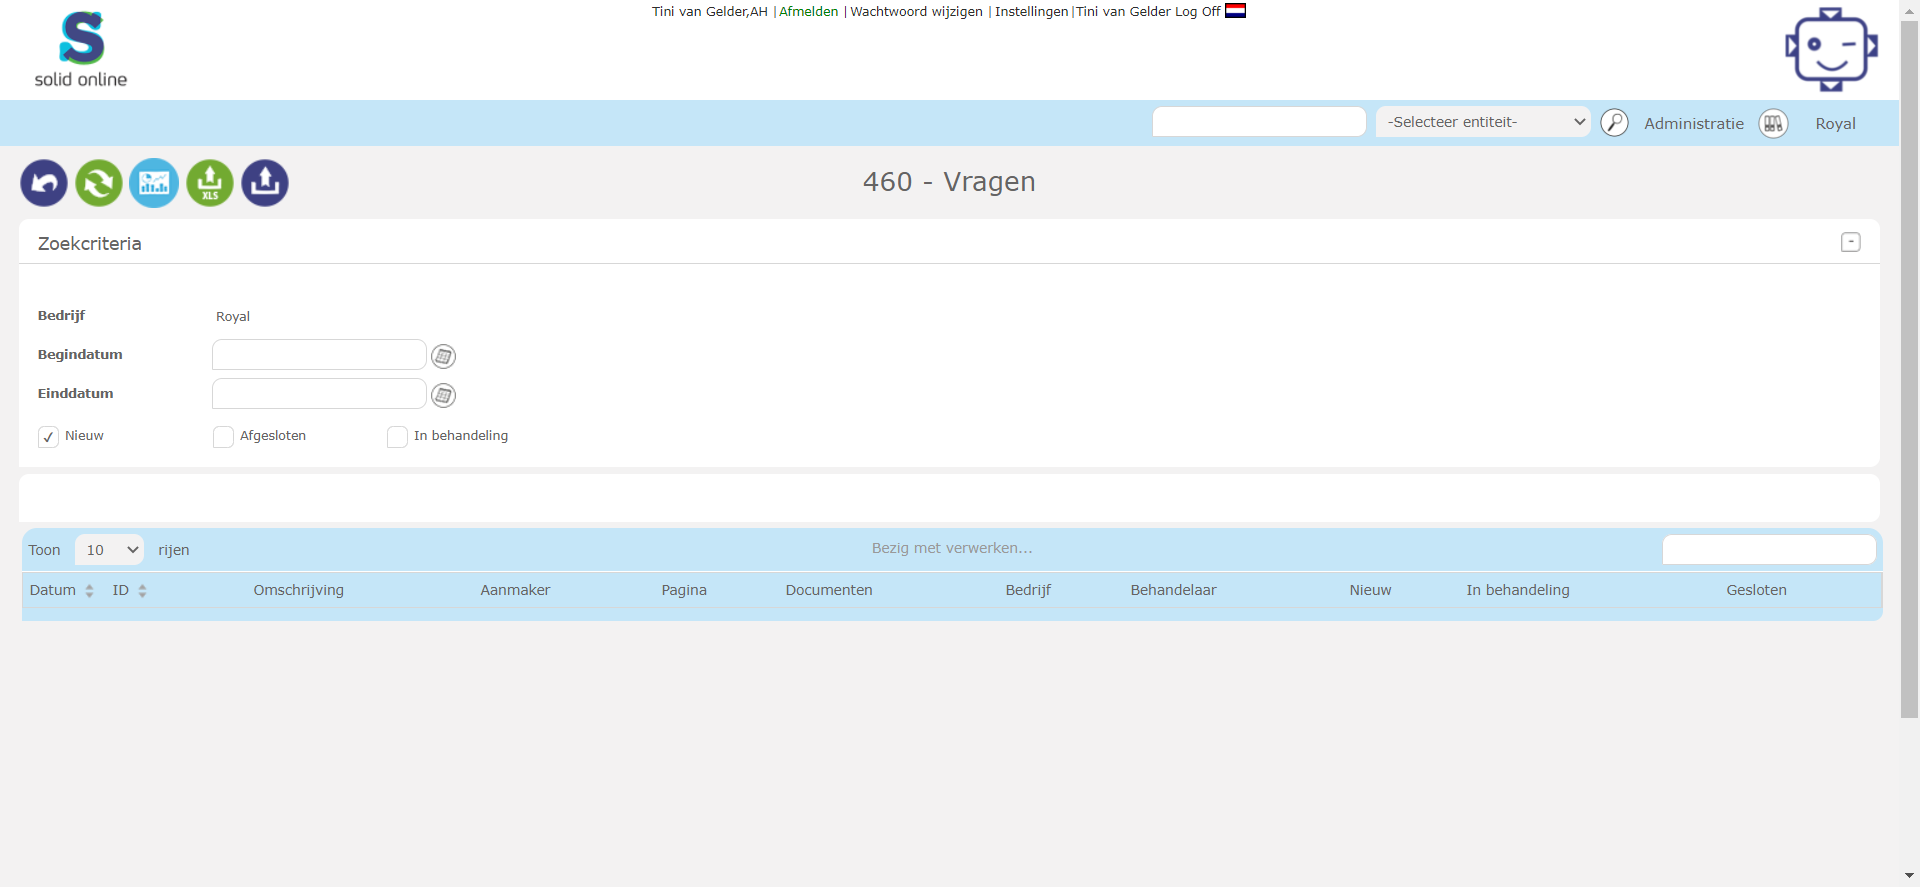 Tini van Gelder,AH | Afmelden | Wachtwoord wijzigen | Instellingen | Tini van Gelder Log Off
solid online
-Selecteer entiteit- Administratie Royal
XLS
460 - Vragen
Zoekcriteria -
Bedrijf Royal
Begindatum
Einddatum
Nieuw Afgesloten In behandeling
Toon 10 rijen Bezig met verwerken...
Datum ID Omschrijving Aanmaker Pagina Documenten Bedrijf Behandelaar Nieuw In behandeling Gesloten